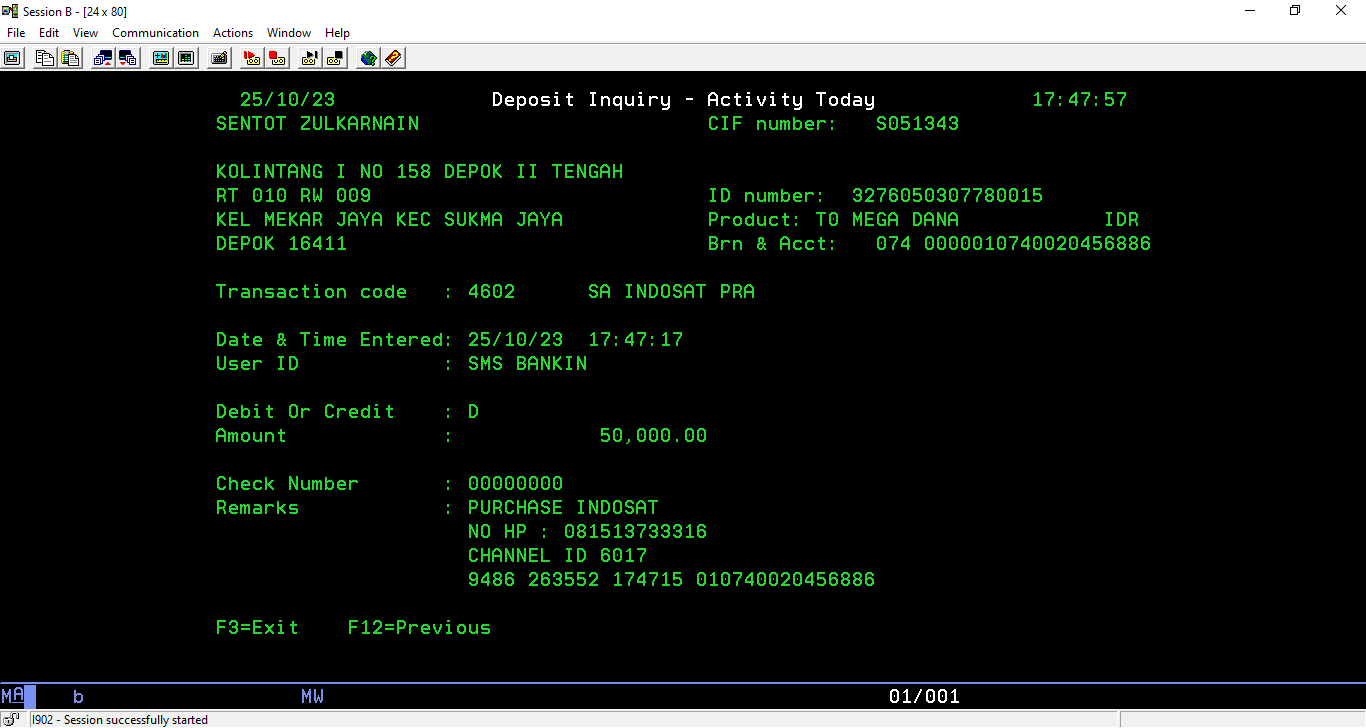 Session B - [24 x 80]
File Edit View Communication Actions Window Help
25/10/23 Deposit Inquiry - Activity Today 17:47:57
SENTOT ZULKARNAIN CIF number: S051343
KOLINTANG I NO 158 DEPOK II TENGAH
RT 010 RW 009 ID number: 3276050307780015
KEL MEKAR JAYA KEC SUKMA JAYA Product: T0 MEGA DANA IDR
DEPOK 16411 Brn & Acct: 074 0000010740020456886
Transaction code : 4602 SA INDOSAT PRA
Date & Time Entered: 25/10/23 17:47:17
User ID : SMS BANKIN
Debit Or Credit : D
Amount : 50,000.00
Check Number : 00000000
Remarks : PURCHASE INDOSAT
NO HP : 081513733316
CHANNEL ID 6017
9486 263552 174715 010740020456886
F3=Exit F12=Previous
MA b MW 01/001
I902 - Session successfully started